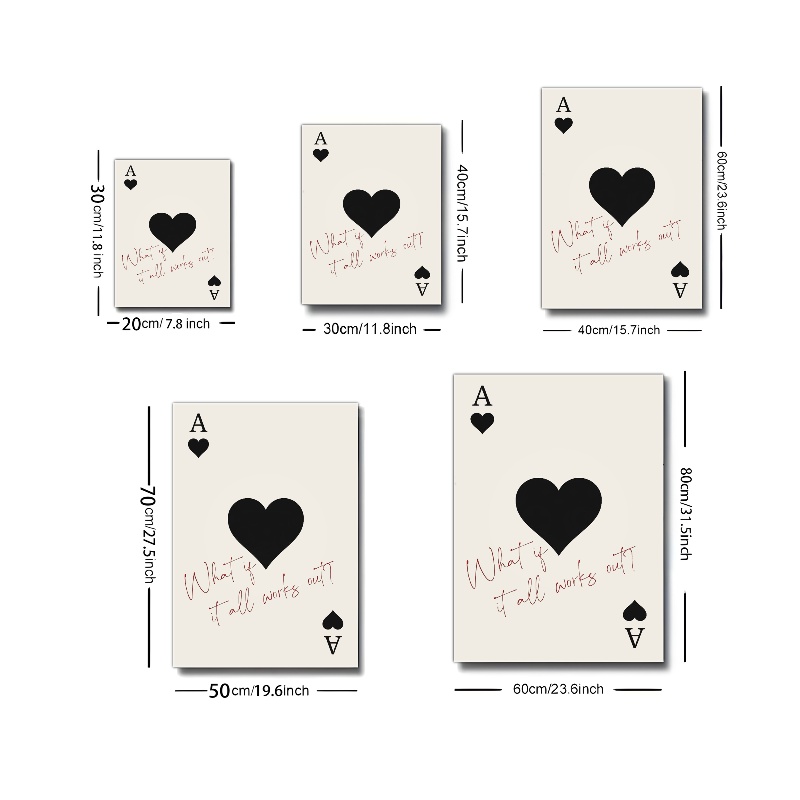 A
What if
it all works out?
A
30cm/11.8 inch
20cm/7.8 inch
A
What if
it all works out?
A
40cm/15.7inch
30cm/11.8inch
A
What if
it all works out?
A
60cm/23.6inch
40cm/15.7inch
A
What if
it all works out?
A
70cm/27.5inch
50cm/19.6inch
A
What if
it all works out?
A
80cm/31.5inch
60cm/23.6inch